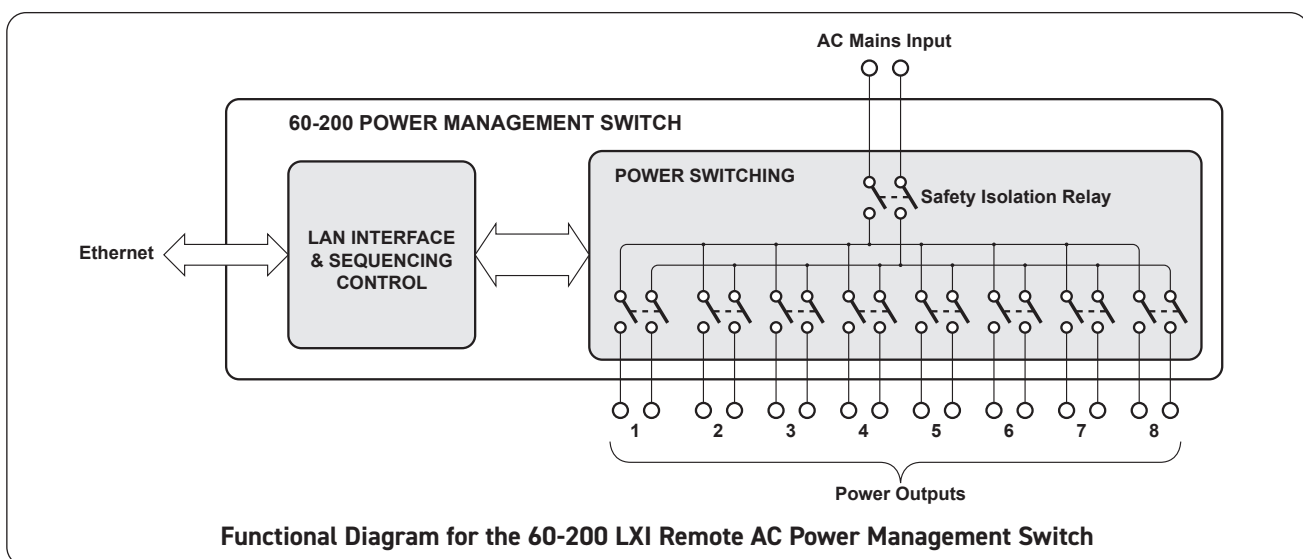 AC Mains Input
60-200 POWER MANAGEMENT SWITCH
POWER SWITCHING
Safety Isolation Relay
Ethernet
LAN INTERFACE
& SEQUENCING
CONTROL
1 2 3 4 5 6 7 8
Power Outputs
Functional Diagram for the 60-200 LXI Remote AC Power Management Switch